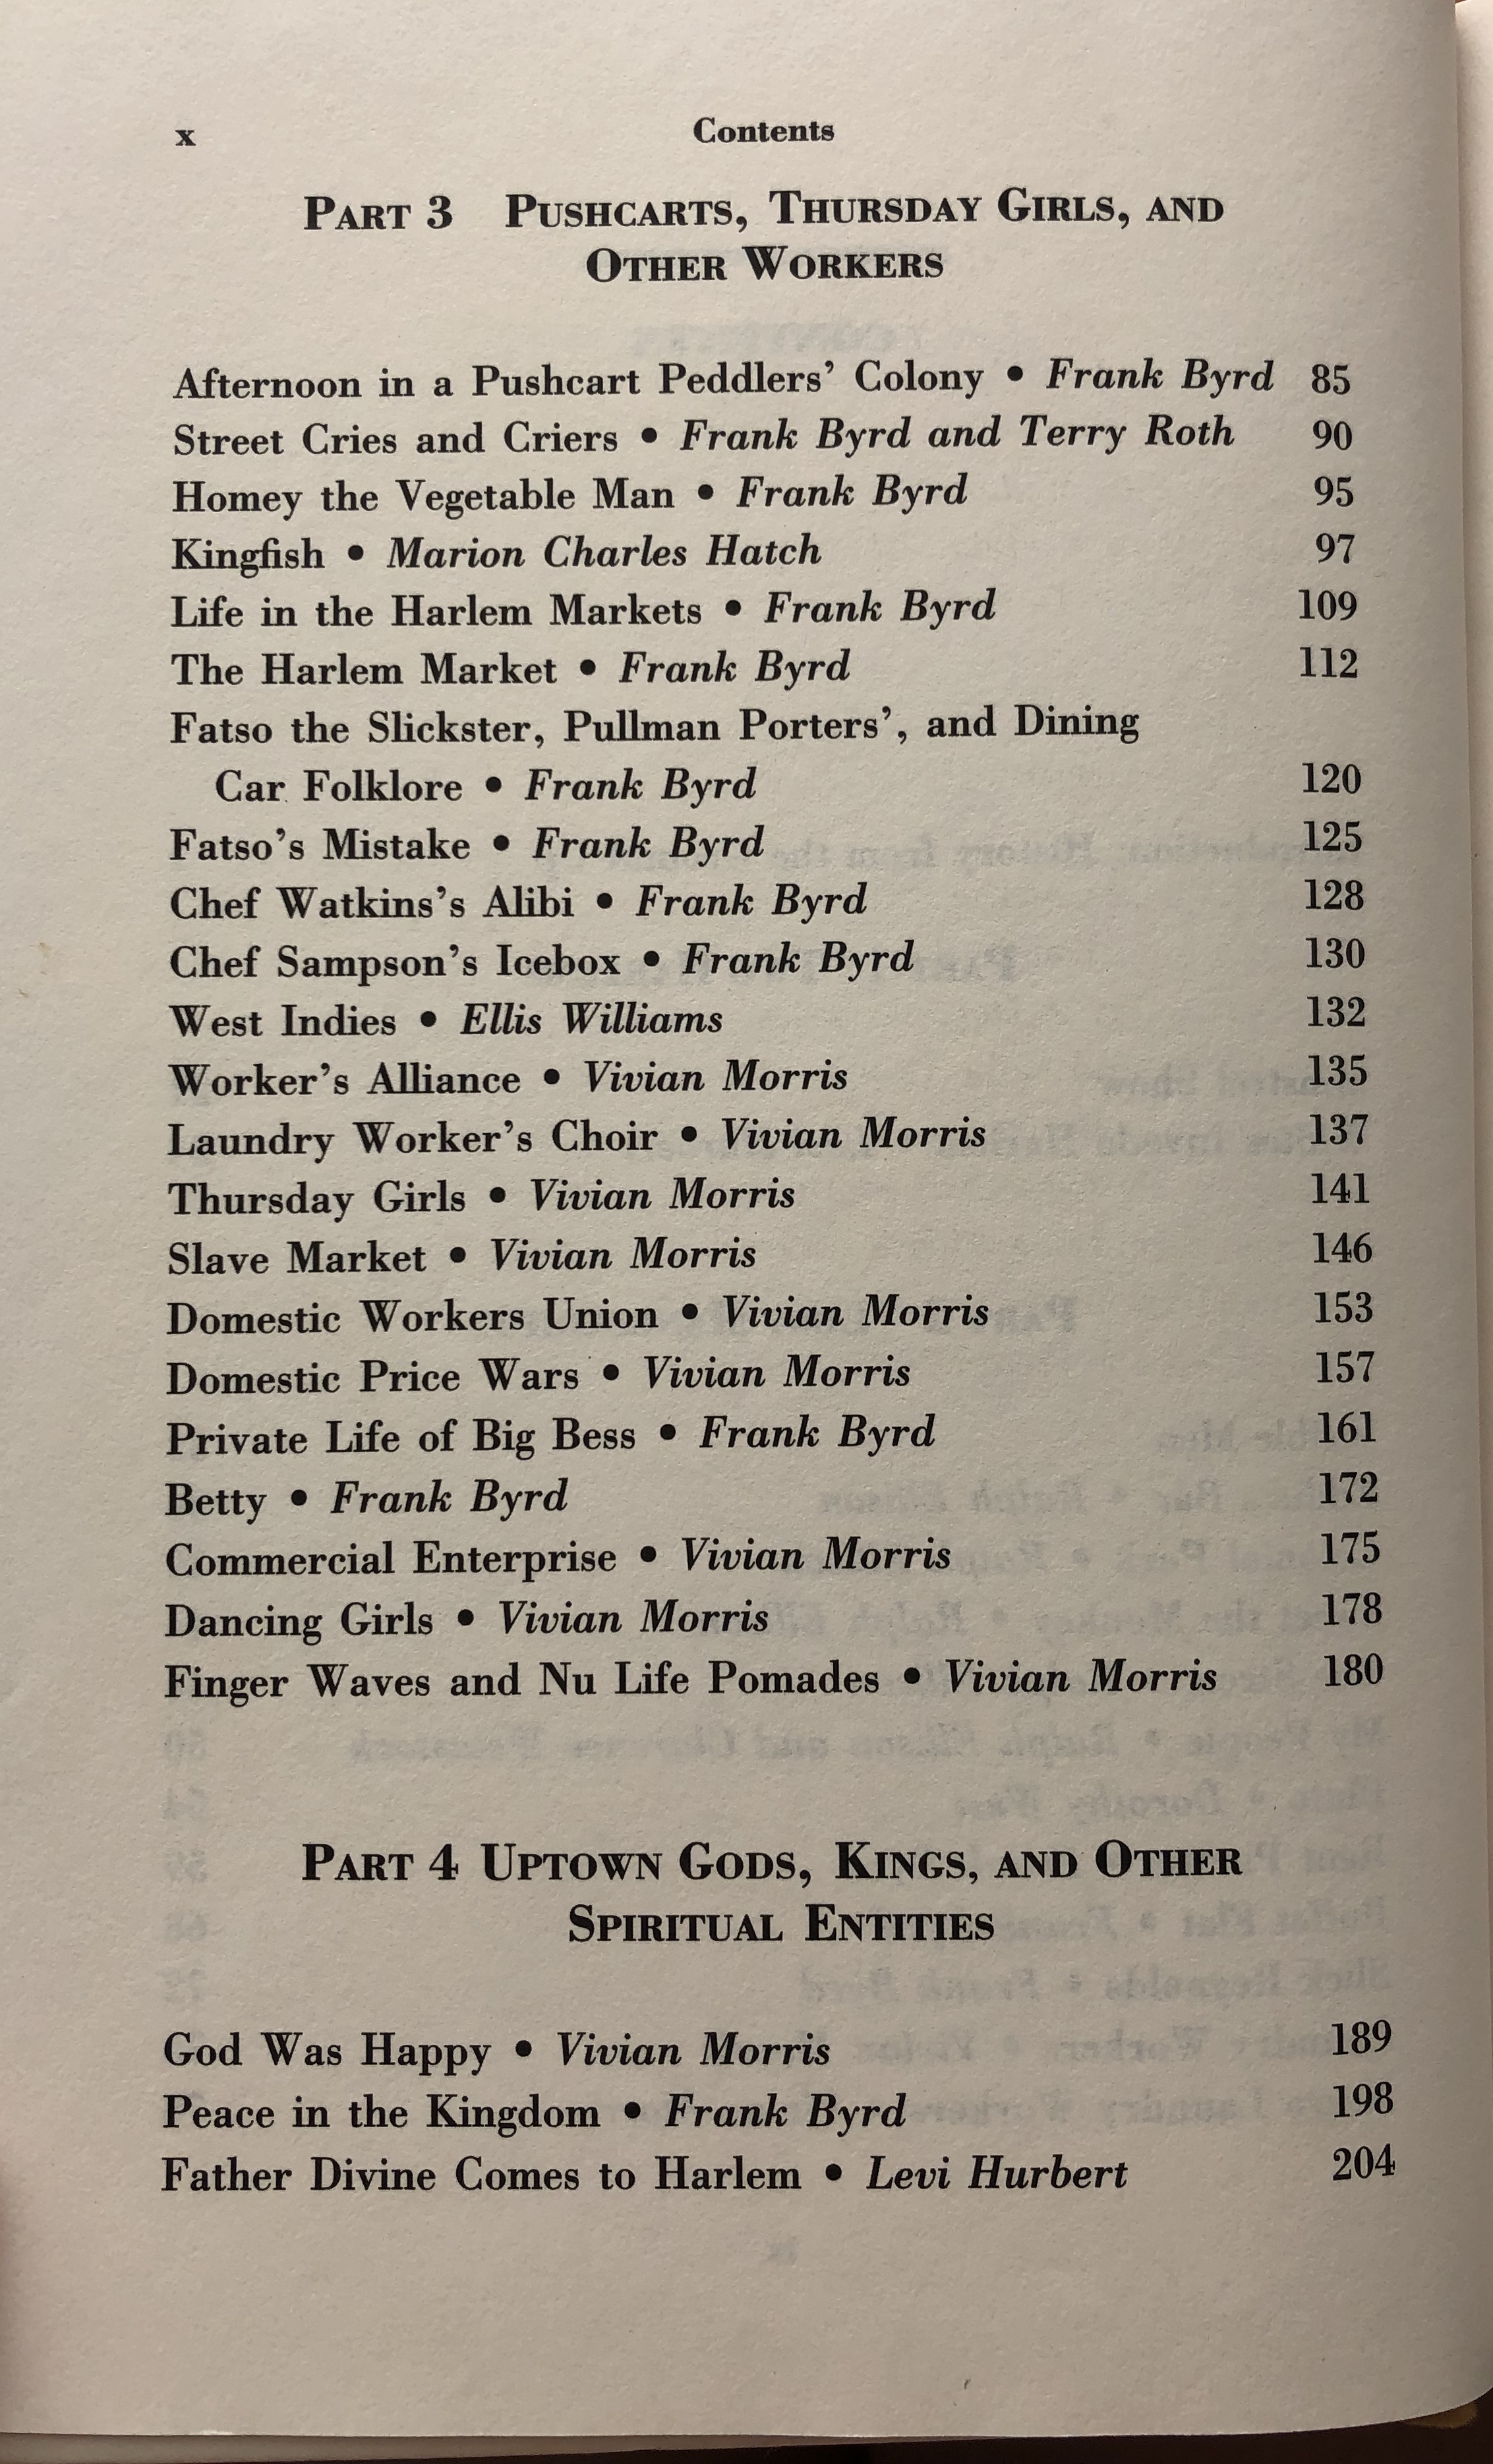 x Contents
PART 3 PUSHCARTS, THURSDAY GIRLS, AND
OTHER WORKERS
Afternoon in a Pushcart Peddlers' Colony • Frank Byrd 85
Street Cries and Criers • Frank Byrd and Terry Roth 90
Homey the Vegetable Man • Frank Byrd 95
Kingfish • Marion Charles Hatch 97
Life in the Harlem Markets • Frank Byrd 109
The Harlem Market • Frank Byrd 112
Fatso the Slickster, Pullman Porters', and Dining
Car Folklore • Frank Byrd 120
Fatso's Mistake • Frank Byrd 125
Chef Watkins's Alibi • Frank Byrd 128
Chef Sampson's Icebox • Frank Byrd 130
West Indies • Ellis Williams 132
Worker's Alliance • Vivian Morris 135
Laundry Worker's Choir • Vivian Morris 137
Thursday Girls • Vivian Morris 141
Slave Market • Vivian Morris 146
Domestic Workers Union • Vivian Morris 153
Domestic Price Wars • Vivian Morris 157
Private Life of Big Bess • Frank Byrd 161
Betty • Frank Byrd 172
Commercial Enterprise • Vivian Morris 175
Dancing Girls • Vivian Morris 178
Finger Waves and Nu Life Pomades • Vivian Morris 180
PART 4 UPTOWN GODS, KINGS, AND OTHER
SPIRITUAL ENTITIES
God Was Happy • Vivian Morris 189
Peace in the Kingdom • Frank Byrd 198
Father Divine Comes to Harlem • Levi Hurbert 204